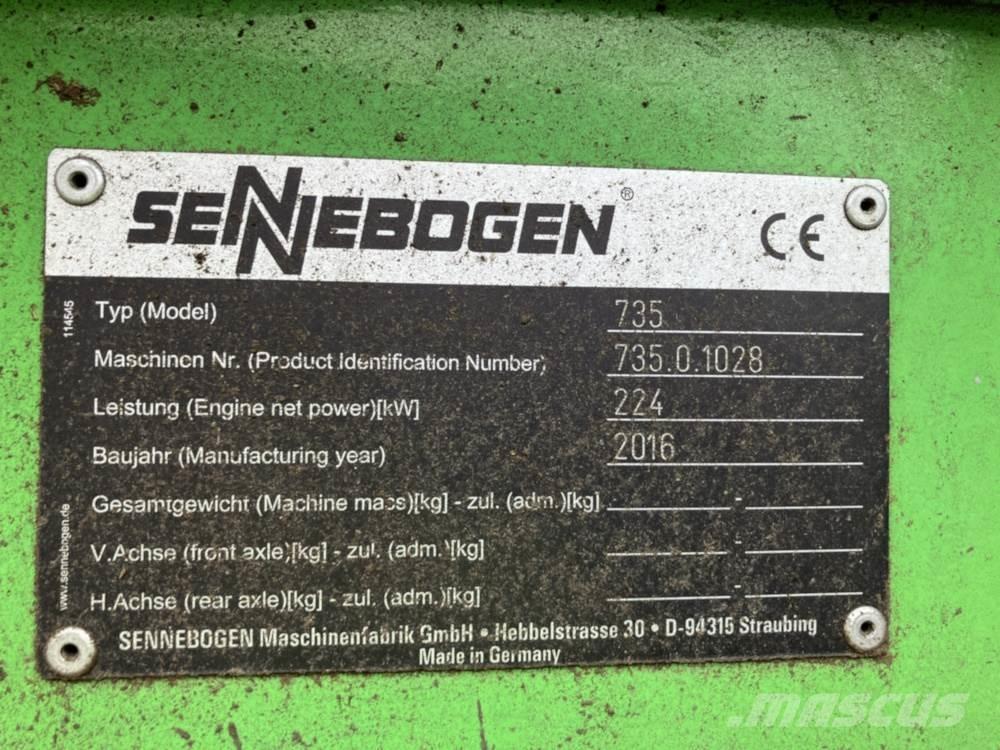 SENNEBOGEN ®
CE
114545
Typ (Model) 735
Maschinen Nr. (Product Identification Number) 735.0.1028
Leistung (Engine net power)[kW] 224
Baujahr (Manufacturing year) 2016
Gesamtgewicht (Machine mass)[kg] - zul. (adm.)[kg] - -
V.Achse (front axle)[kg] - zul. (adm.)[kg] - -
H.Achse (rear axle)[kg] - zul. (adm.)[kg] - -
www.sennebogen.de
SENNEBOGEN Maschinenfabrik GmbH • Hebbelstrasse 30 • D-94315 Straubing
Made in Germany
mascus